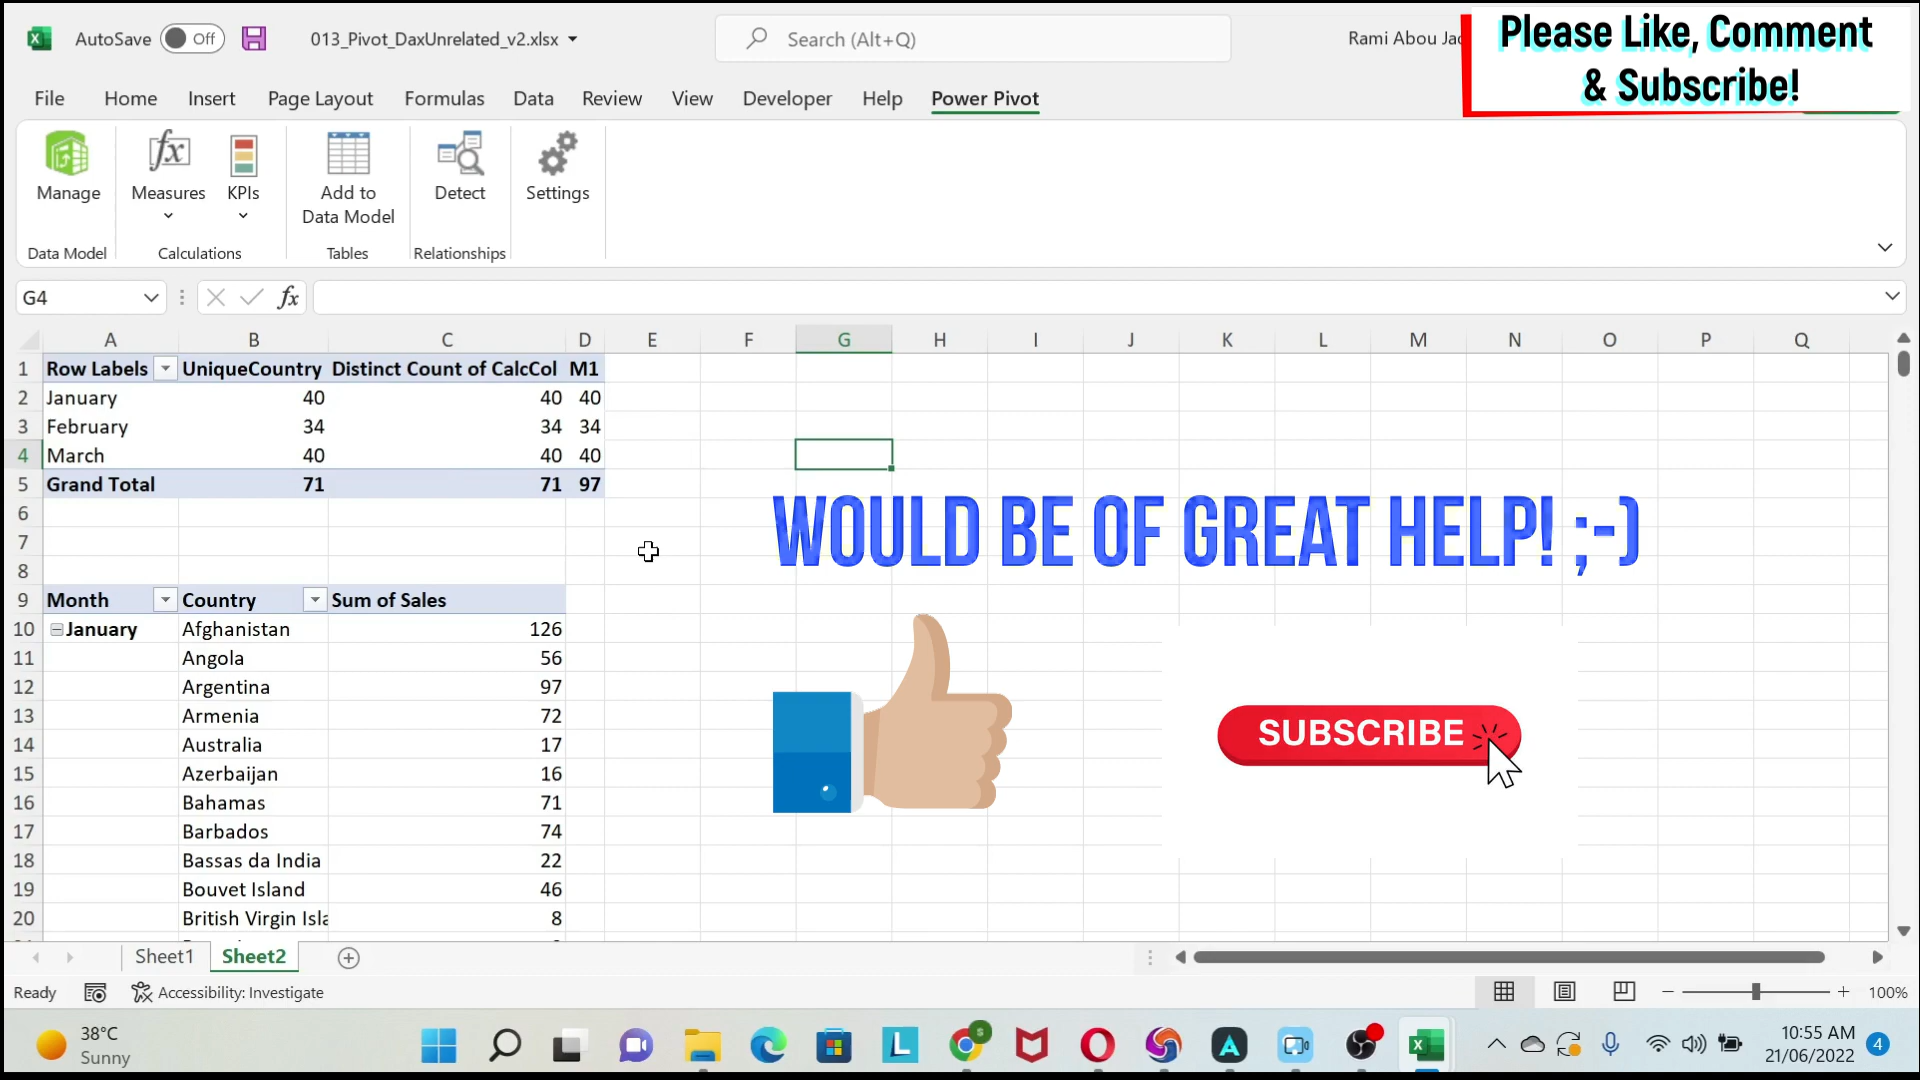 AutoSave Off 013_Pivot_DaxUnrelated_v2.xlsx Search (Alt+Q) Rami Abou
Please Like, Comment
& Subscribe!
File Home Insert Page Layout Formulas Data Review View Developer Help Power Pivot
Manage Measures KPIs Add to Data Model Detect Settings
Data Model Calculations Tables Relationships
G4 fx
A B C D E F G H I J K L M N O P Q
1 Row Labels UniqueCountry Distinct Count of CalcCol M1
2 January 40 40 40
3 February 34 34 34
4 March 40 40 40
5 Grand Total 71 71 97
6
WOULD BE OF GREAT HELP! ;-)
7
8
9 Month Country Sum of Sales
10 January Afghanistan 126
11 Angola 56
12 Argentina 97
13 Armenia 72
14 Australia 17
SUBSCRIBE
15 Azerbaijan 16
16 Bahamas 71
17 Barbados 74
18 Bassas da India 22
19 Bouvet Island 46
20 British Virgin Isla 8
Sheet1 Sheet2
Ready Accessibility: Investigate 100%
38°C
Sunny
10:55 AM
21/06/2022 4